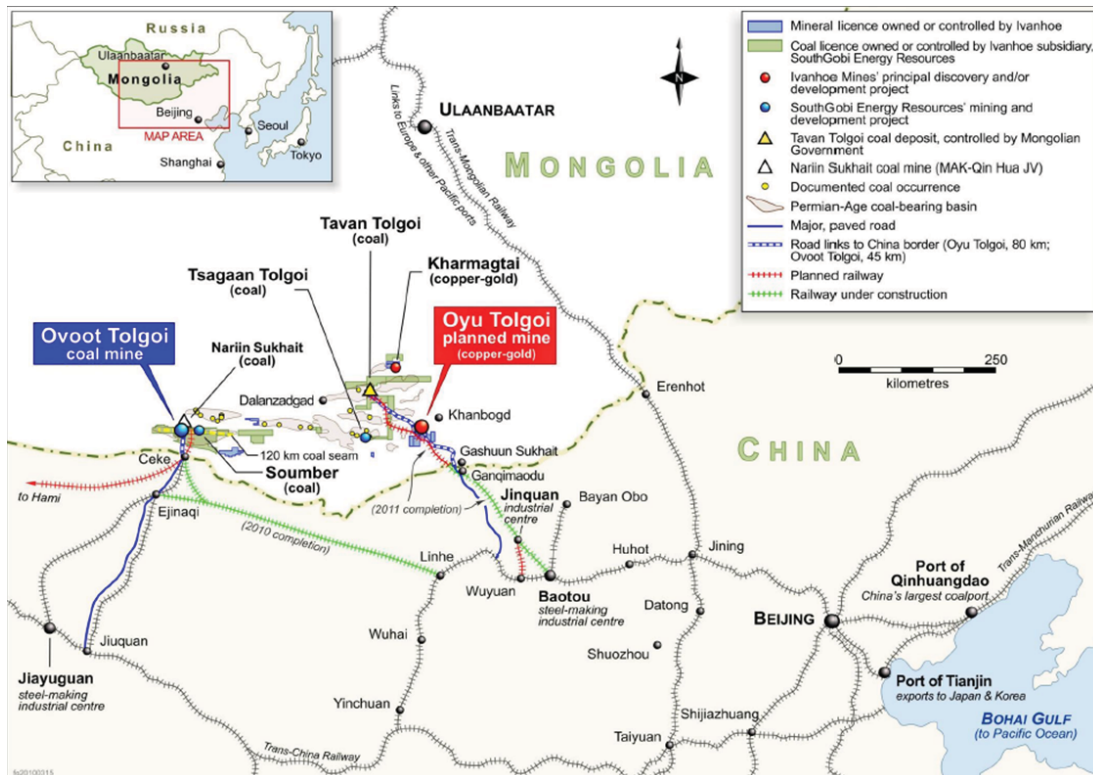 Russia
Ulaanbaatar
Mongolia
Beijing
MAP AREA
China
Seoul
Tokyo
Shanghai
Mineral licence owned or controlled by Ivanhoe
Coal licence owned or controlled by Ivanhoe subsidiary,
SouthGobi Energy Resources
Ivanhoe Mines' principal discovery and/or
development project
SouthGobi Energy Resources' mining and
development project
Tavan Tolgoi coal deposit, controlled by Mongolian
Government
Nariin Sukhait coal mine (MAK-Qin Hua JV)
Documented coal occurrence
Permian-Age coal-bearing basin
Major, paved road
Road links to China border (Oyu Tolgoi, 80 km;
Ovoot Tolgoi, 45 km)
Planned railway
Railway under construction
0 250
kilometres
N
ULAANBAATAR
MONGOLIA
Links to Europe & other Pacific ports
Trans-Mongolian Railway
Tavan Tolgoi
(coal)
Tsagaan Tolgoi
(coal)
Kharmagtai
(copper-gold)
Ovoot Tolgoi
coal mine
Nariin Sukhait
(coal)
Oyu Tolgoi
planned mine
(copper-gold)
Dalanzadgad
Khanbogd
Erenhot
CHINA
120 km coal seam
Soumber
(coal)
Ceke
Gashuun Sukhait
Ganqimaodu
to Hami
Ejinaqi
(2010 completion)
(2011 completion)
Jinquan
industrial
centre
Bayan Obo
Linhe
Wuyuan
Huhot
Jining
Baotou
steel-making
industrial centre
Datong
BEIJING
Port of
Qinhuangdao
China's largest coalport
Trans-Manchurian Railway
Wuhai
Shuozhou
Jiuquan
Jiayuguan
steel-making
industrial centre
Port of Tianjin
exports to Japan & Korea
Yinchuan
Shijiazhuang
BOHAI GULF
(to Pacific Ocean)
Taiyuan
Trans-China Railway